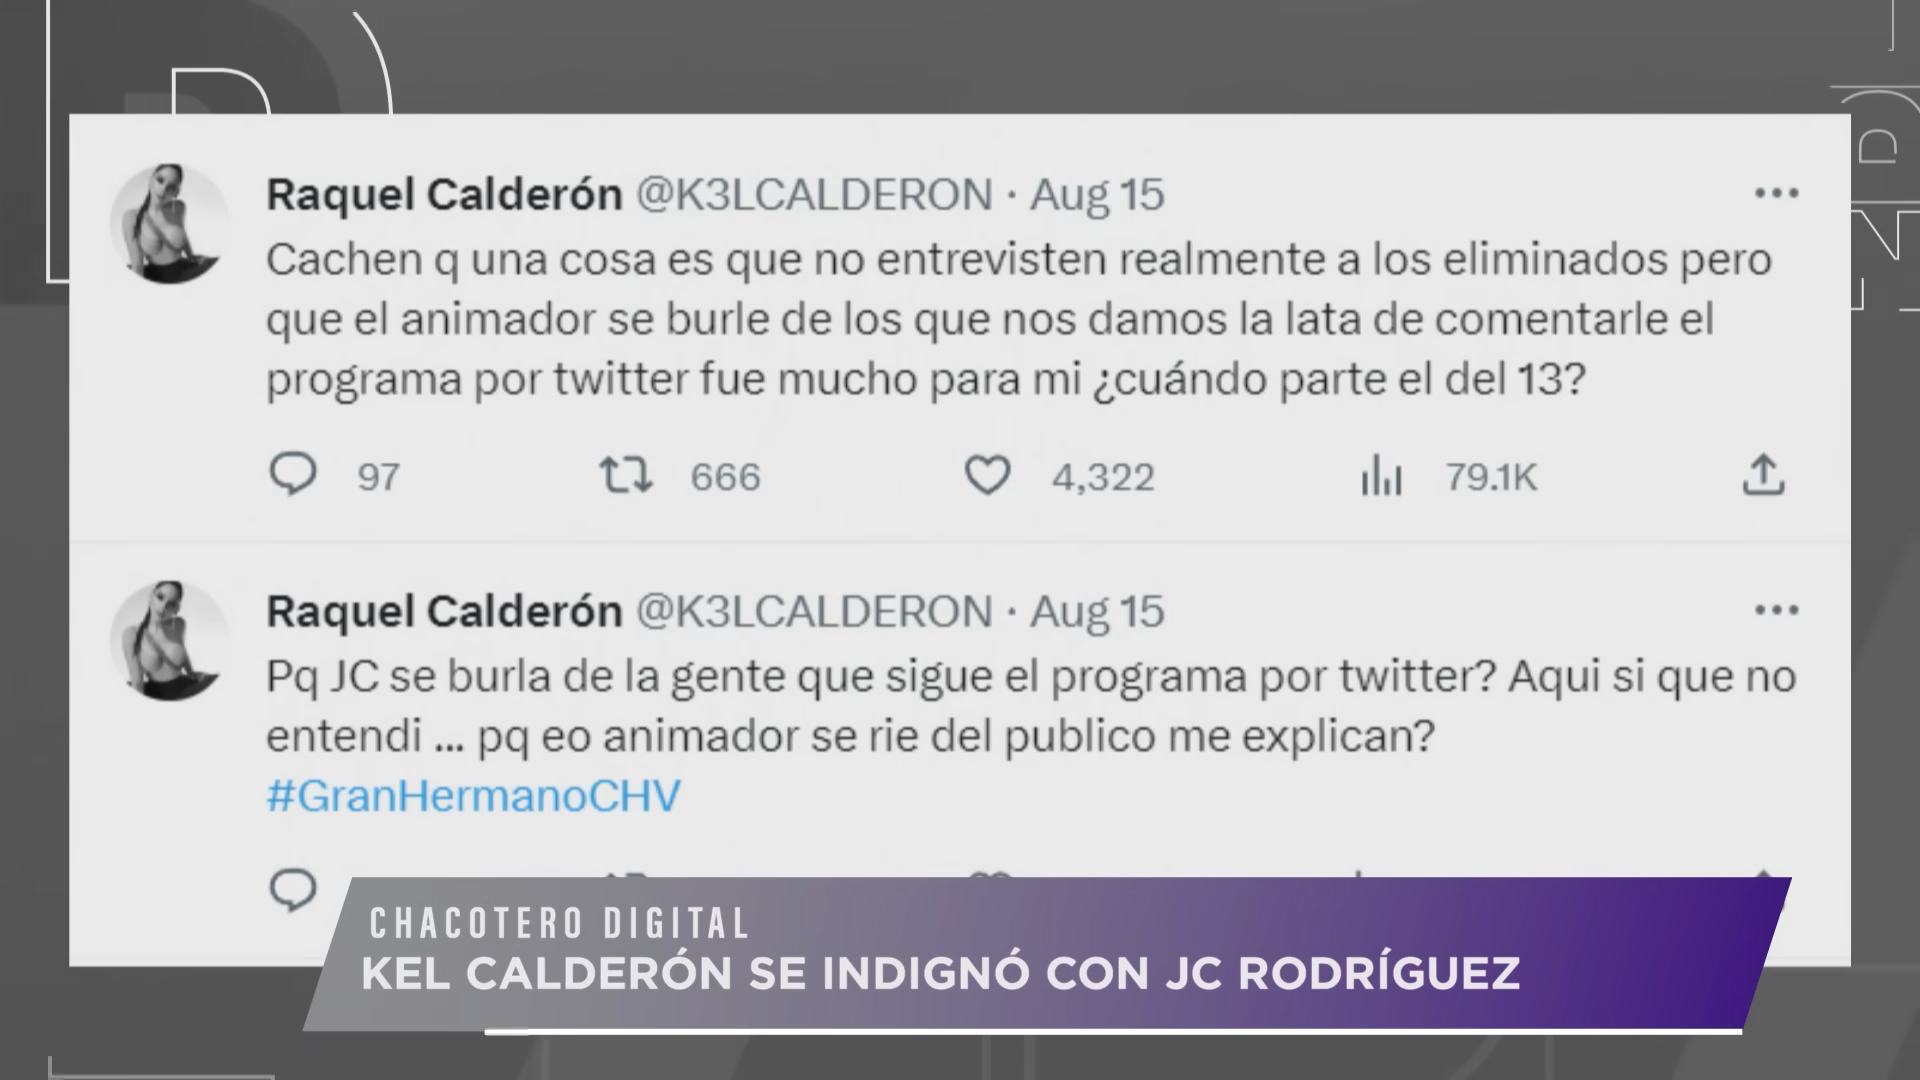 Raquel Calderón @K3LCALDERON · Aug 15
Cachen q una cosa es que no entrevisten realmente a los eliminados pero
que el animador se burle de los que nos damos la lata de comentarle el
programa por twitter fue mucho para mi ¿cuándo parte el del 13?
97 666 4,322 79.1K
Raquel Calderón @K3LCALDERON · Aug 15
Pq JC se burla de la gente que sigue el programa por twitter? Aqui si que no
entendi ... pq eo animador se rie del publico me explican?
#GranHermanoCHV
CHACOTERO DIGITAL
KEL CALDERÓN SE INDIGNÓ CON JC RODRÍGUEZ